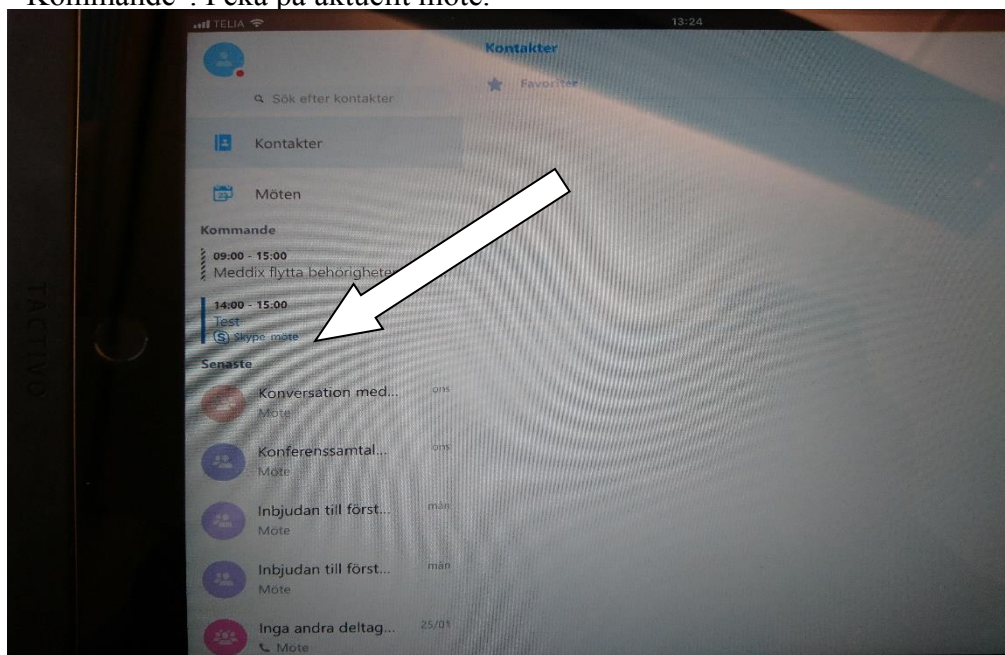 "Kommande". Peka på aktuellt möte.
TELIA
13:24
Kontakter
Favoriter
Sök efter kontakter
Kontakter
23
Möten
Kommande
09:00 - 15:00
Meddix flytta behörigheter
14:00 - 15:00
Test
S Skype möte
Senaste
Konversation med... ons
Möte
Konferenssamtal... ons
Möte
Inbjudan till först... mån
Möte
Inbjudan till först... mån
Möte
Inga andra deltag... 25/01
Möte
TACTIVO